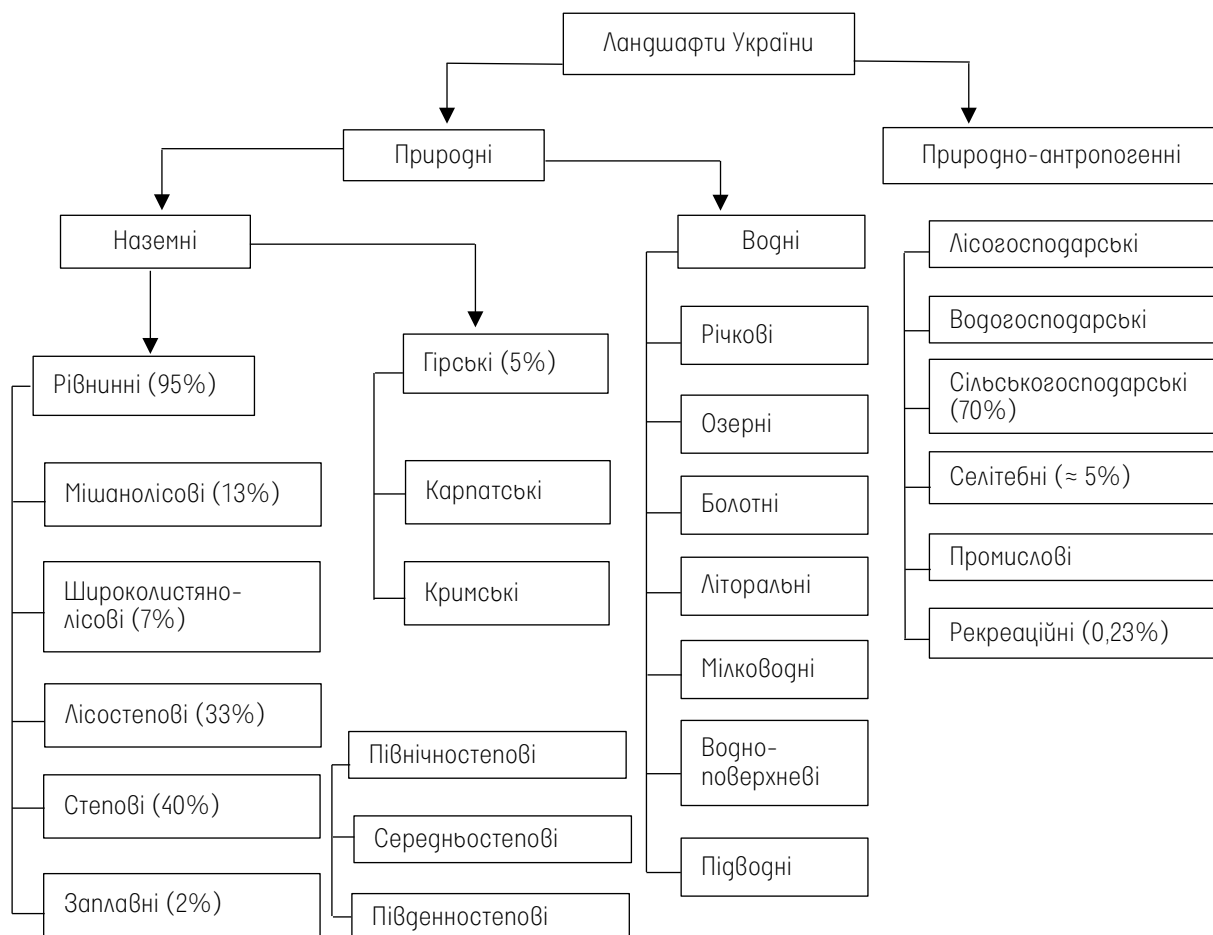 Ландшафти України
Природні
Природно-антропогенні
Наземні
Водні
Рівнинні (95%)
Мішанолісові (13%)
Широколистяно-
лісові (7%)
Лісостепові (33%)
Степові (40%)
Заплавні (2%)
Північностепові
Середньостепові
Південностепові
Гірські (5%)
Карпатські
Кримські
Річкові
Озерні
Болотні
Літоральні
Мілководні
Водно-
поверхневі
Підводні
Лісогосподарські
Водогосподарські
Сільськогосподарські
(70%)
Селітебні (≈ 5%)
Промислові
Рекреаційні (0,23%)